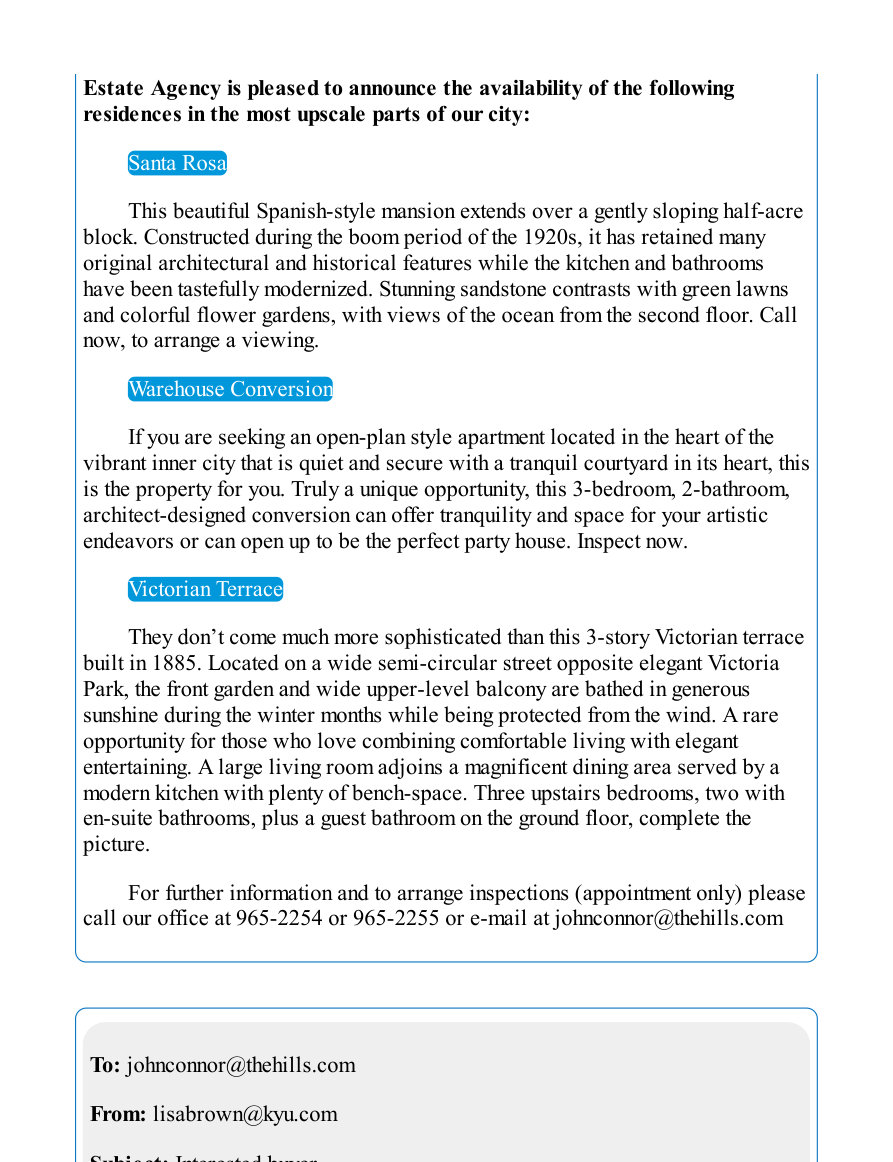 Estate Agency is pleased to announce the availability of the following
residences in the most upscale parts of our city:
Santa Rosa
This beautiful Spanish-style mansion extends over a gently sloping half-acre
block. Constructed during the boom period of the 1920s, it has retained many
original architectural and historical features while the kitchen and bathrooms
have been tastefully modernized. Stunning sandstone contrasts with green lawns
and colorful flower gardens, with views of the ocean from the second floor. Call
now, to arrange a viewing.
Warehouse Conversion
If you are seeking an open-plan style apartment located in the heart of the
vibrant inner city that is quiet and secure with a tranquil courtyard in its heart, this
is the property for you. Truly a unique opportunity, this 3-bedroom, 2-bathroom,
architect-designed conversion can offer tranquility and space for your artistic
endeavors or can open up to be the perfect party house. Inspect now.
Victorian Terrace
They don’t come much more sophisticated than this 3-story Victorian terrace
built in 1885. Located on a wide semi-circular street opposite elegant Victoria
Park, the front garden and wide upper-level balcony are bathed in generous
sunshine during the winter months while being protected from the wind. A rare
opportunity for those who love combining comfortable living with elegant
entertaining. A large living room adjoins a magnificent dining area served by a
modern kitchen with plenty of bench-space. Three upstairs bedrooms, two with
en-suite bathrooms, plus a guest bathroom on the ground floor, complete the
picture.
For further information and to arrange inspections (appointment only) please
call our office at 965-2254 or 965-2255 or e-mail at johnconnor@thehills.com
To: johnconnor@thehills.com
From: lisabrown@kyu.com
Subject: Interested buyer